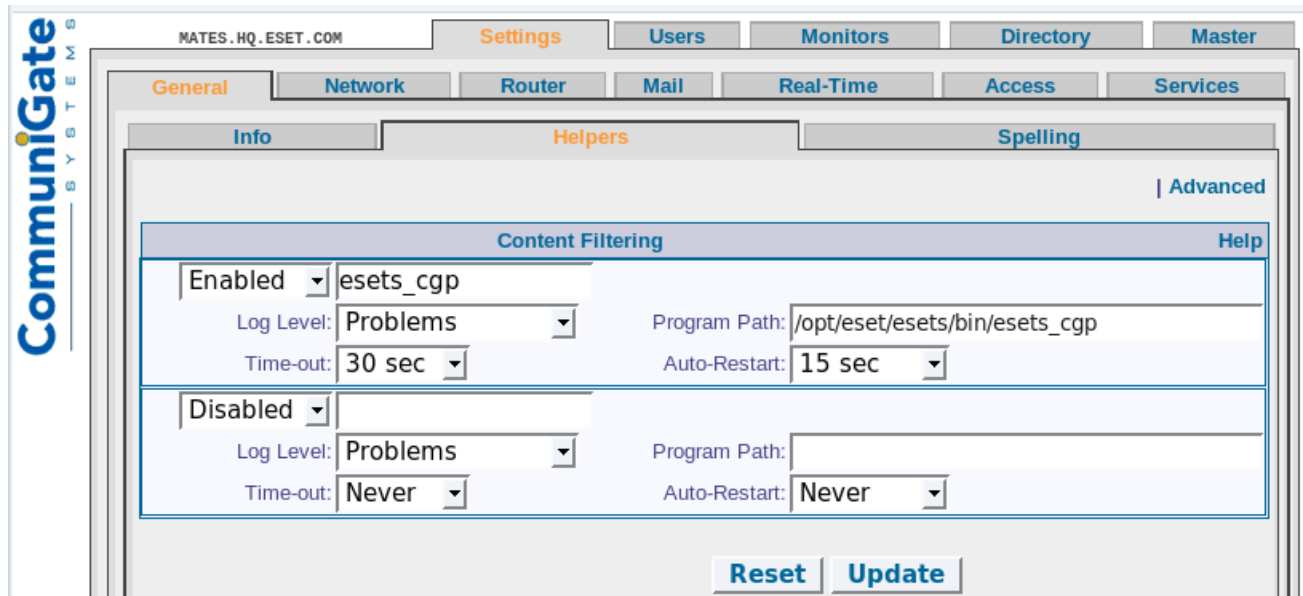 CommuniGate
SYSTEMS
MATES.HQ.ESET.COM Settings Users Monitors Directory Master
General Network Router Mail Real-Time Access Services
Info Helpers Spelling
| Advanced
Content Filtering Help
Enabled esets_cgp
Log Level: Problems Program Path: /opt/eset/esets/bin/esets_cgp
Time-out: 30 sec Auto-Restart: 15 sec
Disabled
Log Level: Problems Program Path:
Time-out: Never Auto-Restart: Never
Reset Update